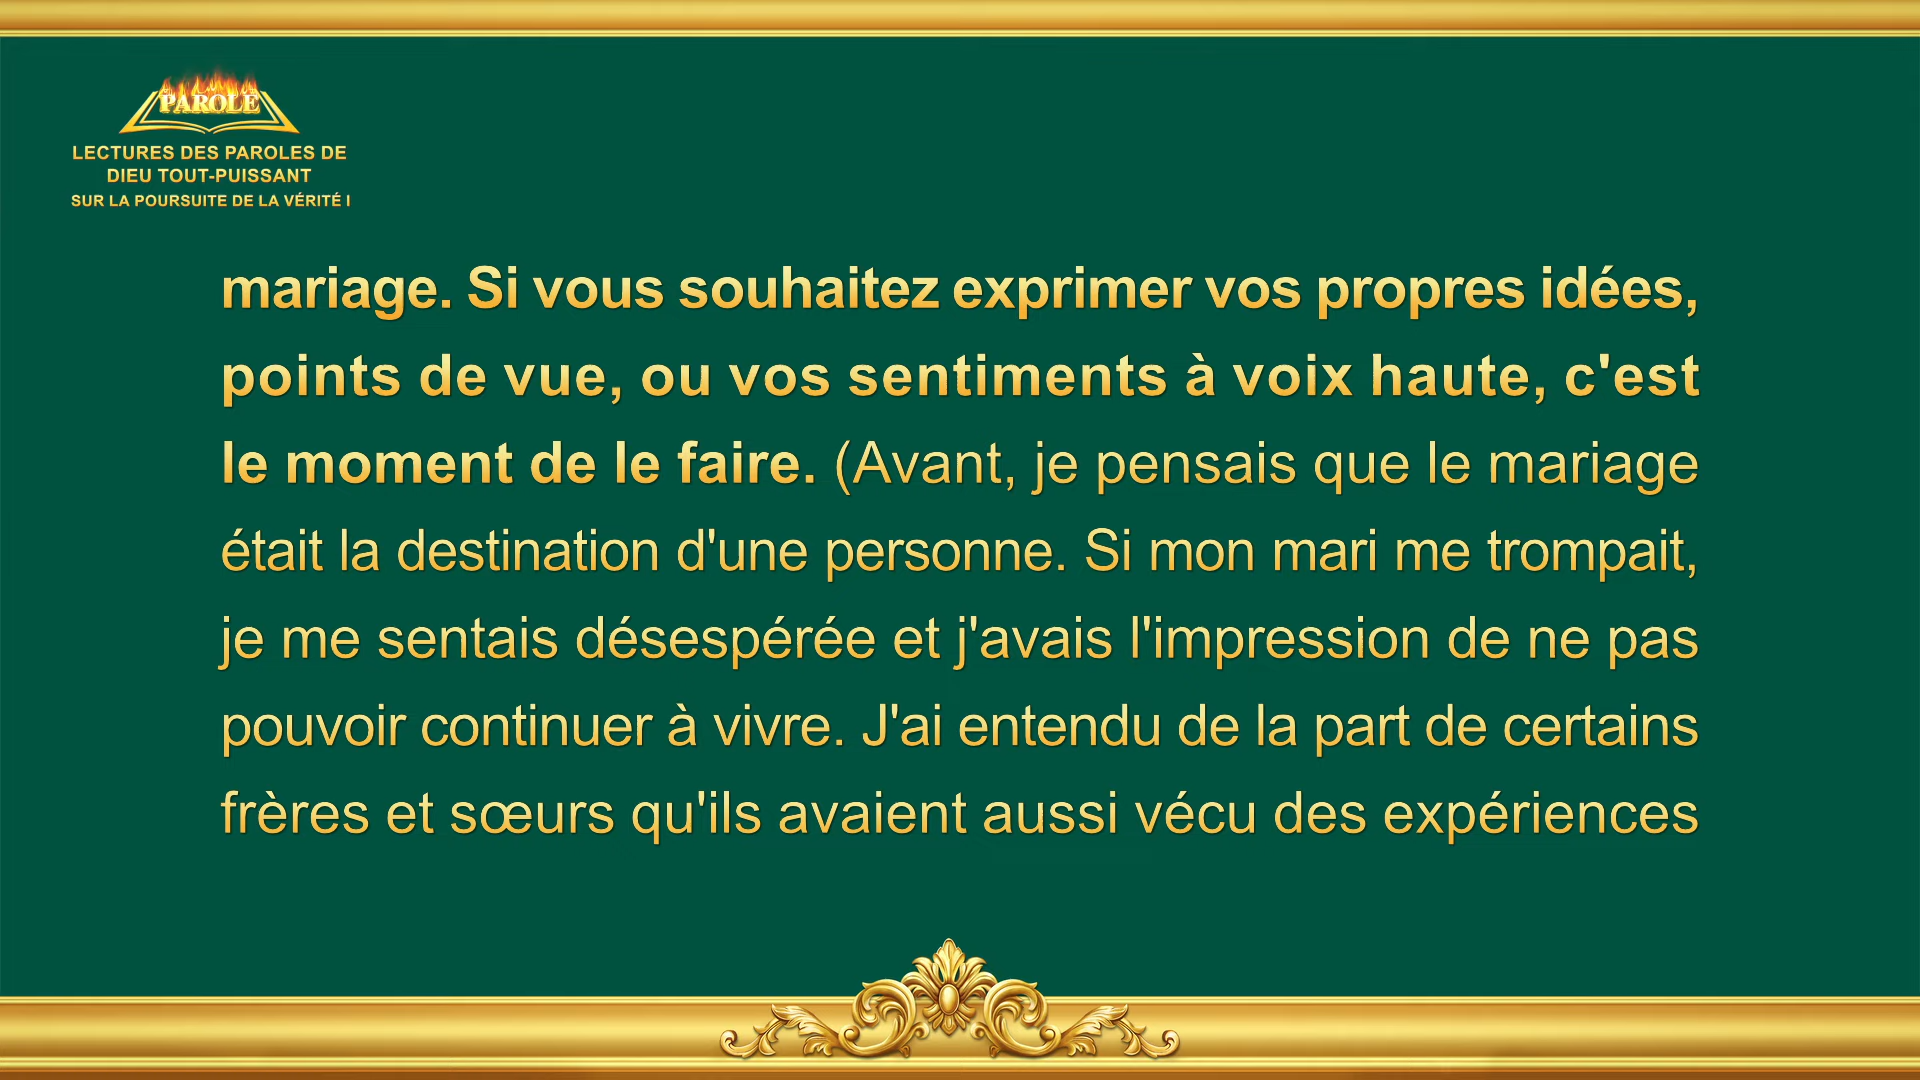 PAROLE
LECTURES DES PAROLES DE
DIEU TOUT-PUISSANT
SUR LA POURSUITE DE LA VÉRITÉ I
mariage. Si vous souhaitez exprimer vos propres idées,
points de vue, ou vos sentiments à voix haute, c'est
le moment de le faire. (Avant, je pensais que le mariage
était la destination d'une personne. Si mon mari me trompait,
je me sentais désespérée et j'avais l'impression de ne pas
pouvoir continuer à vivre. J'ai entendu de la part de certains
frères et sœurs qu'ils avaient aussi vécu des expériences